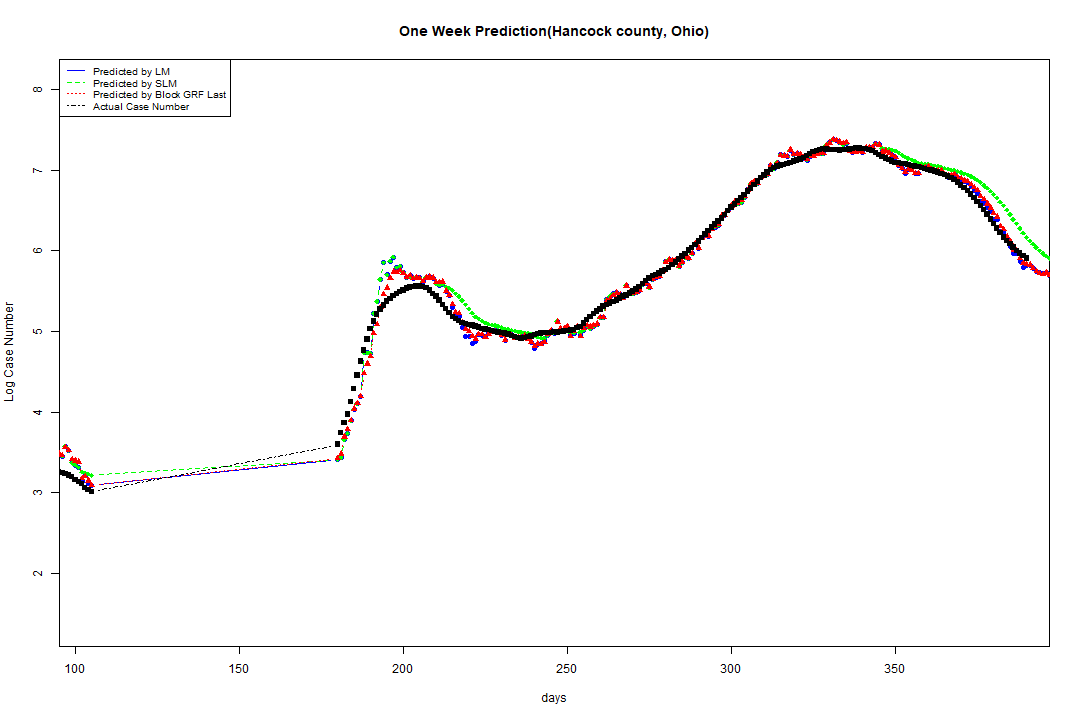 One Week Prediction(Hancock county, Ohio)
Predicted by LM
Predicted by SLM
Predicted by Block GRF Last
Actual Case Number
8
7
6
5
4
3
2
Log Case Number
100 150 200 250 300 350
days